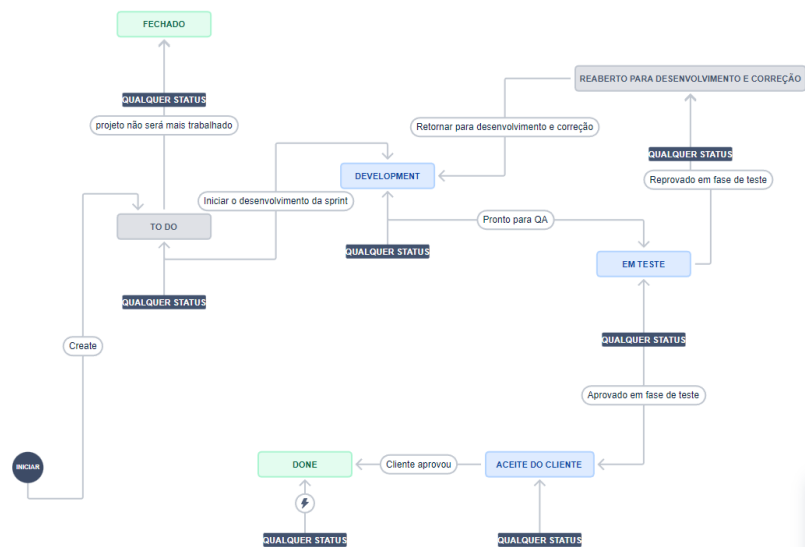 FECHADO
QUALQUER STATUS
projeto não será mais trabalhado
REABERTO PARA DESENVOLVIMENTO E CORREÇÃO
Retornar para desenvolvimento e correção
QUALQUER STATUS
DEVELOPMENT
Reprovado em fase de teste
Iniciar o desenvolvimento da sprint
TO DO
Pronto para QA
QUALQUER STATUS
EM TESTE
QUALQUER STATUS
QUALQUER STATUS
Create
Aprovado em fase de teste
INICIAR
DONE
Cliente aprovou
ACEITE DO CLIENTE
QUALQUER STATUS
QUALQUER STATUS